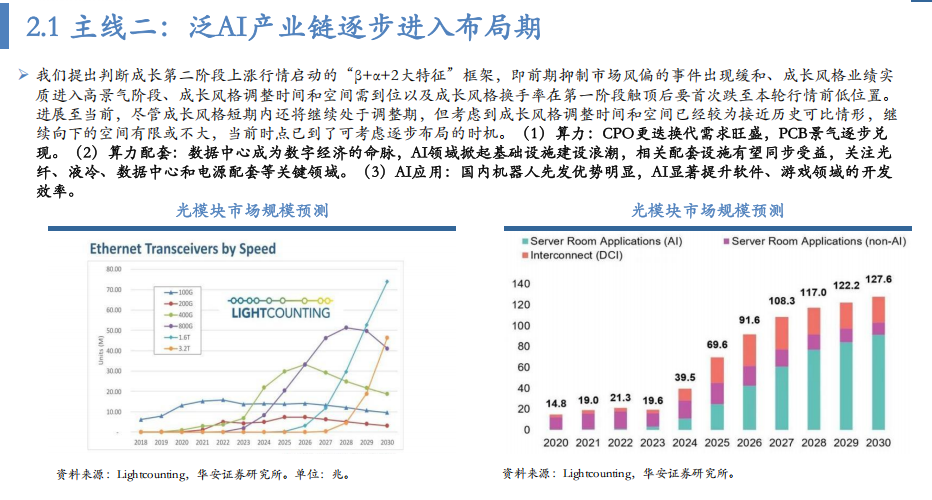 2.1 主线二：泛AI产业链逐步进入布局期
➢ 我们提出判断成长第二阶段上涨行情启动的“β+α+2大特征”框架，即前期抑制市场风偏的事件出现缓和、成长风格业绩实
质进入高景气阶段、成长风格调整时间和空间需到位以及成长风格换手率在第一阶段触顶后要首次跌至本轮行情前低位置。
进展至当前，尽管成长风格短期内还将继续处于调整期，但考虑到成长风格调整时间和空间已经较为接近历史可比情形，继
续向下的空间有限或不大，当前时点已到了可考虑逐步布局的时机。（1）算力：CPO更迭换代需求旺盛，PCB景气逐步兑
现。（2）算力配套：数据中心成为数字经济的命脉，AI领域掀起基础设施建设浪潮，相关配套设施有望同步受益，关注光
纤、液冷、数据中心和电源配套等关键领域。（3）AI应用：国内机器人先发优势明显，AI显著提升软件、游戏领域的开发
效率。
光模块市场规模预测
Ethernet Transceivers by Speed
80.00
70.00
60.00
50.00
40.00
30.00
20.00
10.00
-
Units (M)
100G
200G
400G
800G
1.6T
3.2T
LIGHTCOUNTING
2018 2019 2020 2021 2022 2023 2024 2025 2026 2027 2028 2029 2030
资料来源：Lightcounting，华安证券研究所。单位：兆。
光模块市场规模预测
Server Room Applications (AI) Server Room Applications (non-AI)
Interconnect (DCI)
140
120
100
80
60
40
20
0
14.8 19.0 21.3 19.6 39.5 69.6 91.6 108.3 117.0 122.2 127.6
2020 2021 2022 2023 2024 2025 2026 2027 2028 2029 2030
资料来源：Lightcounting，华安证券研究所。